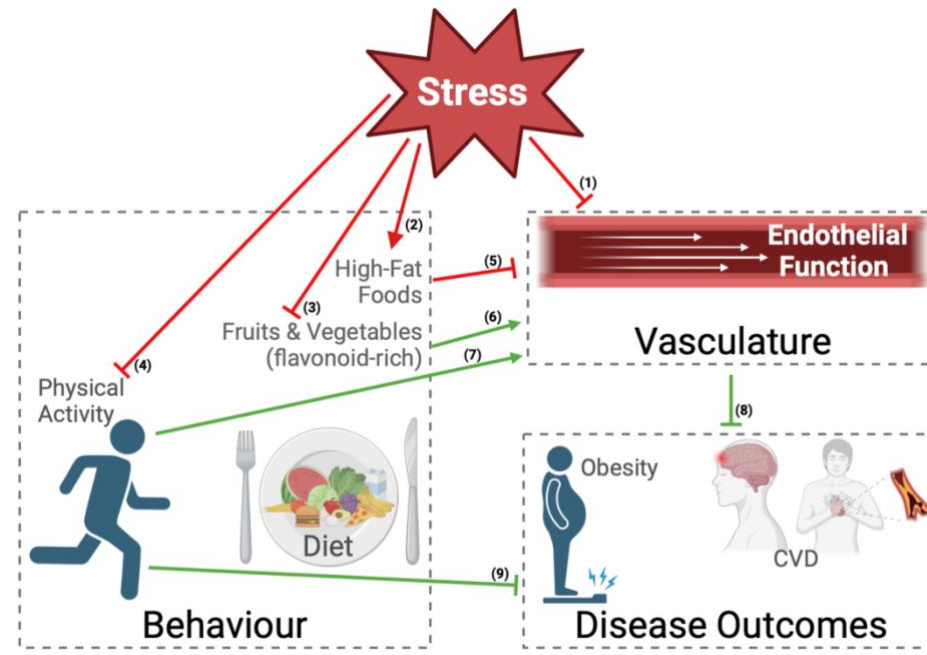 Stress
(1)
(2)
Endothelial
Function
High-Fat
Foods
(5)
(3)
Fruits & Vegetables
(flavonoid-rich)
(6)
Vasculature
(4)
(7)
Physical
Activity
(8)
Obesity
Diet
CVD
(9)
Behaviour
Disease Outcomes